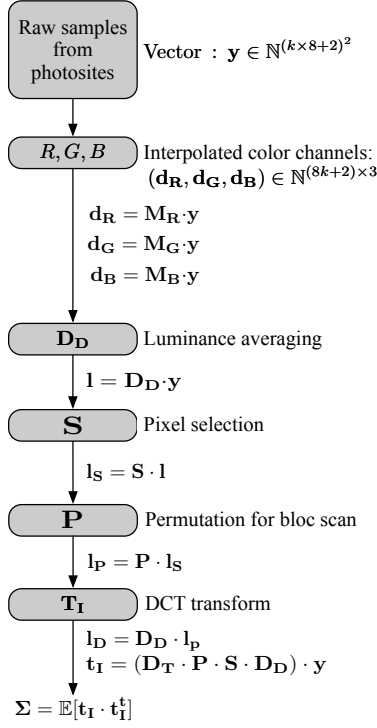 Raw samples
from
photosites
Vector : y ∈ ℕ^{(k×8+2)^2}
R, G, B
Interpolated color channels:
(d_R, d_G, d_B) ∈ ℕ^{(8k+2)×3}
d_R = M_R·y
d_G = M_G·y
d_B = M_B·y
D_D
Luminance averaging
l = D_D·y
S
Pixel selection
l_S = S · l
P
Permutation for bloc scan
l_P = P · l_S
T_I
DCT transform
l_D = D_D · l_p
t_I = (D_T · P · S · D_D) · y
Σ = 𝔼[t_I · t_I^t]